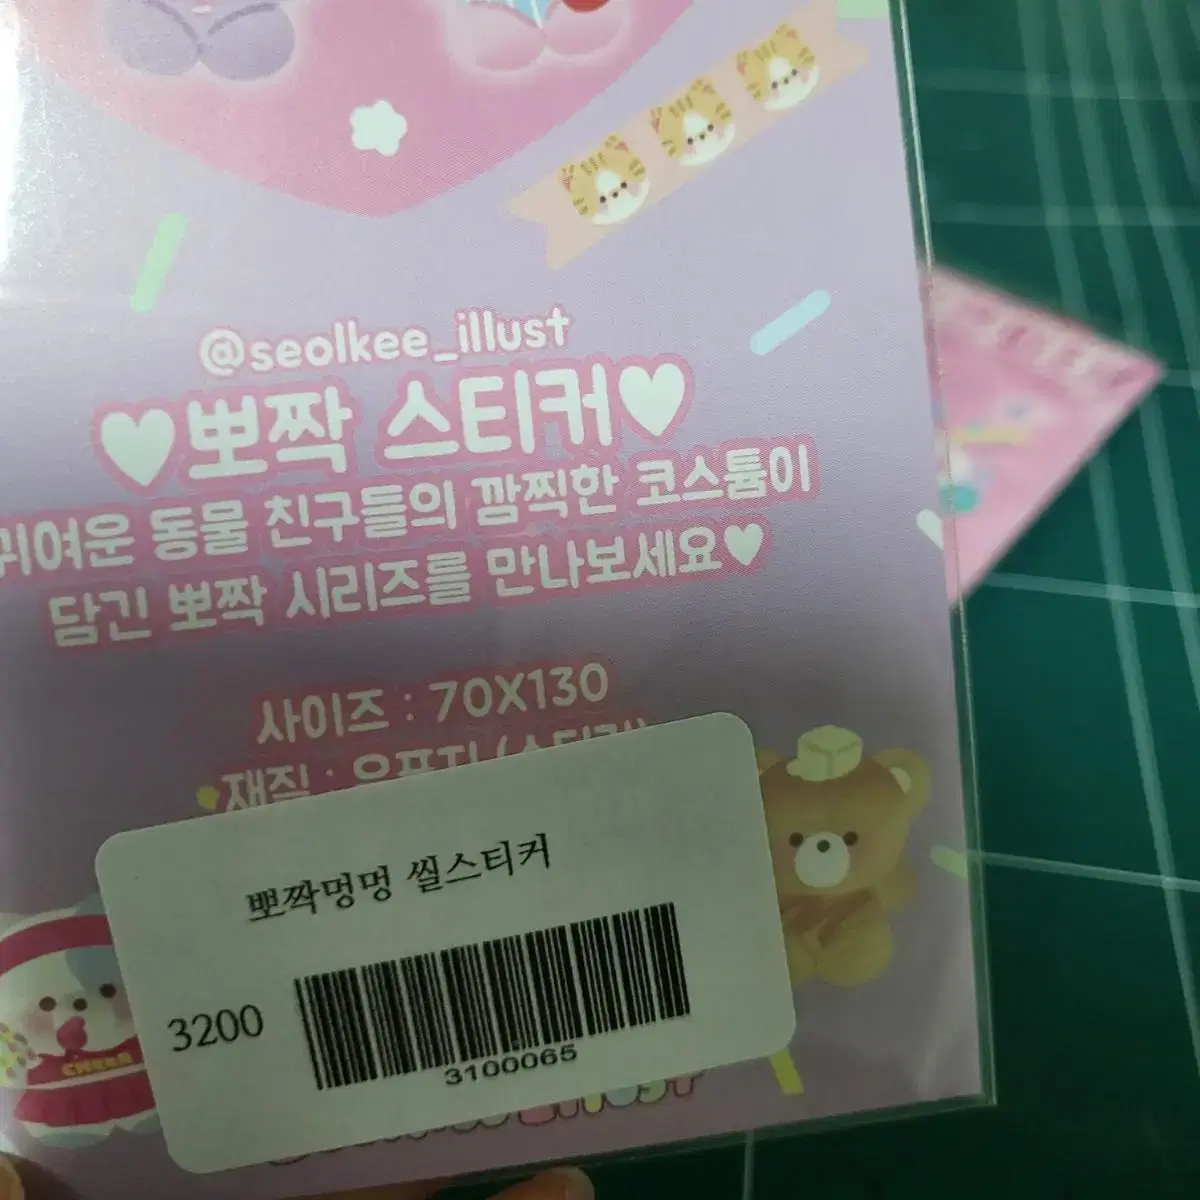 @seolkee_illust
♥뽀짝 스티커♥
귀여운 동물 친구들의 깜찍한 코스튬이
담긴 뽀짝 시리즈를 만나보세요♥
사이즈 : 70X130
재질 :
뽀짝멍멍 씰스티커
3200
3100065